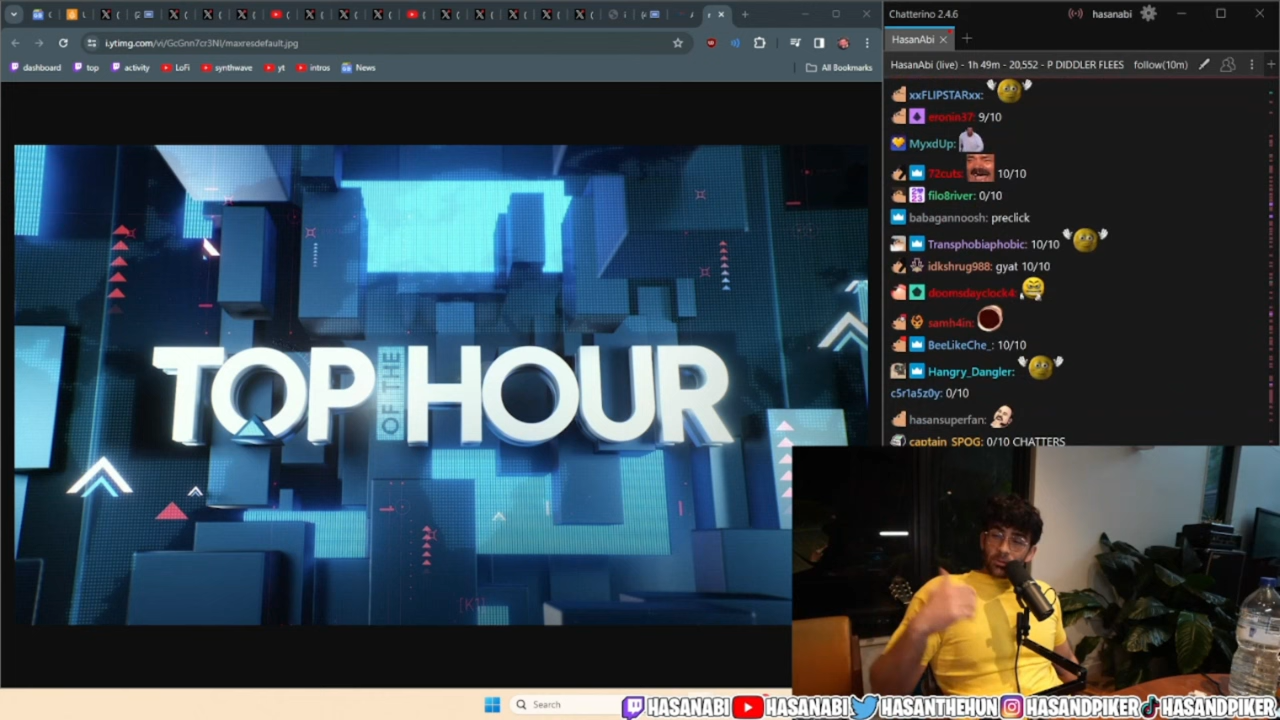 Chatterino 2.4.6
hasanabi
i.ytimg.com/vi/GcGnn7cr3NI/maxresdefault.jpg
HasanAbi
dashboard
top
activity
LoFi
synthwave
yt
intros
News
All Bookmarks
HasanAbi (live) - 1h 49m - 20,552 - P DIDDLER FLEES
follow(10m)
xxFLIPSTARxx:
eronin37: 9/10
MyxdUp:
72cuts: 10/10
filo8river: 0/10
babagannoosh: preclick
Transphobiaphobic: 10/10
idkshrug988: gyat 10/10
doomsdayclock4:
samh4in:
BeeLikeChe_: 10/10
Hangry_Dangler:
c5r1a5z0y: 0/10
hasansuperfan:
captain_SPOG: 0/10 CHATTERS
TOP OF THE HOUR
[K1]
Search
HASANABI
HASANABI
HASANTHEHUN
HASANDPIKER
HASANDPIKER